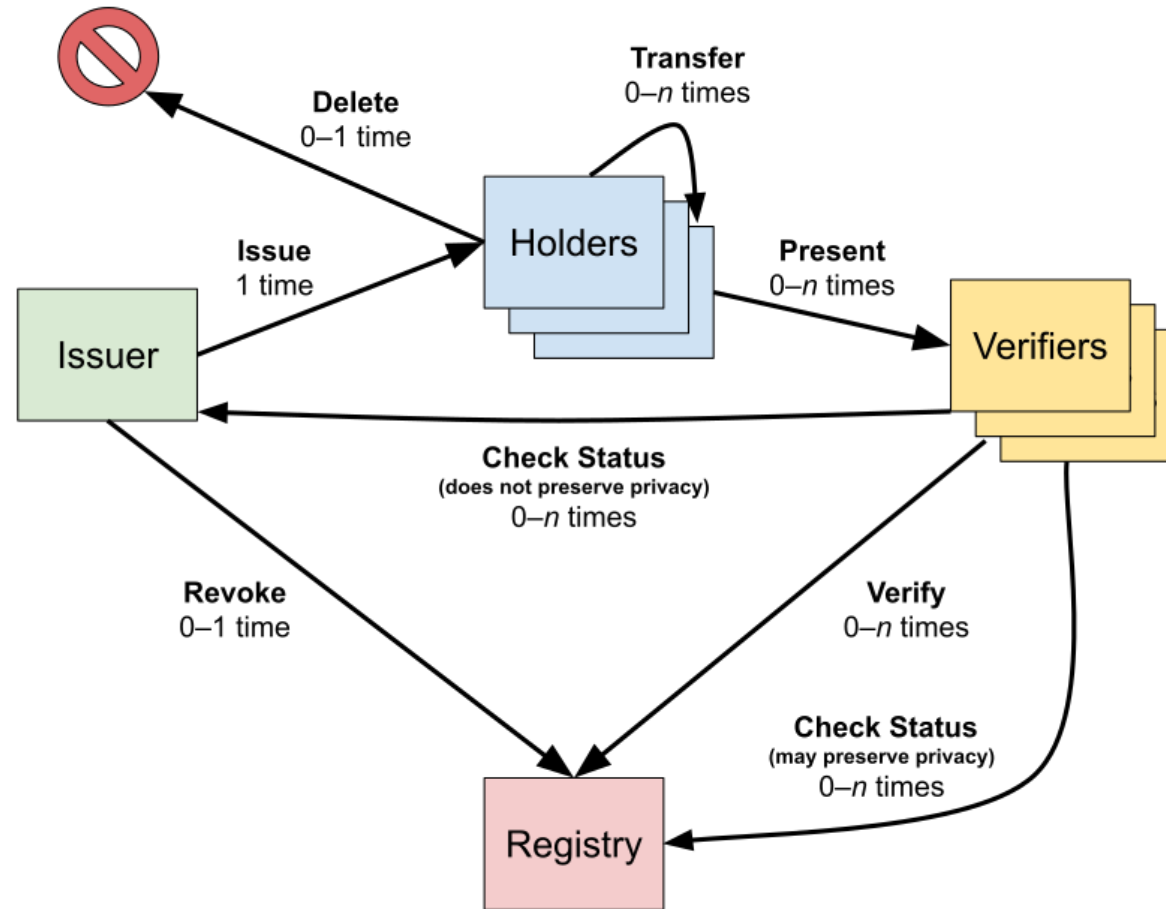 Transfer
0–n times
Delete
0–1 time
Holders
Issue
1 time
Present
0–n times
Issuer
Verifiers
Check Status
(does not preserve privacy)
0–n times
Revoke
0–1 time
Verify
0–n times
Check Status
(may preserve privacy)
0–n times
Registry